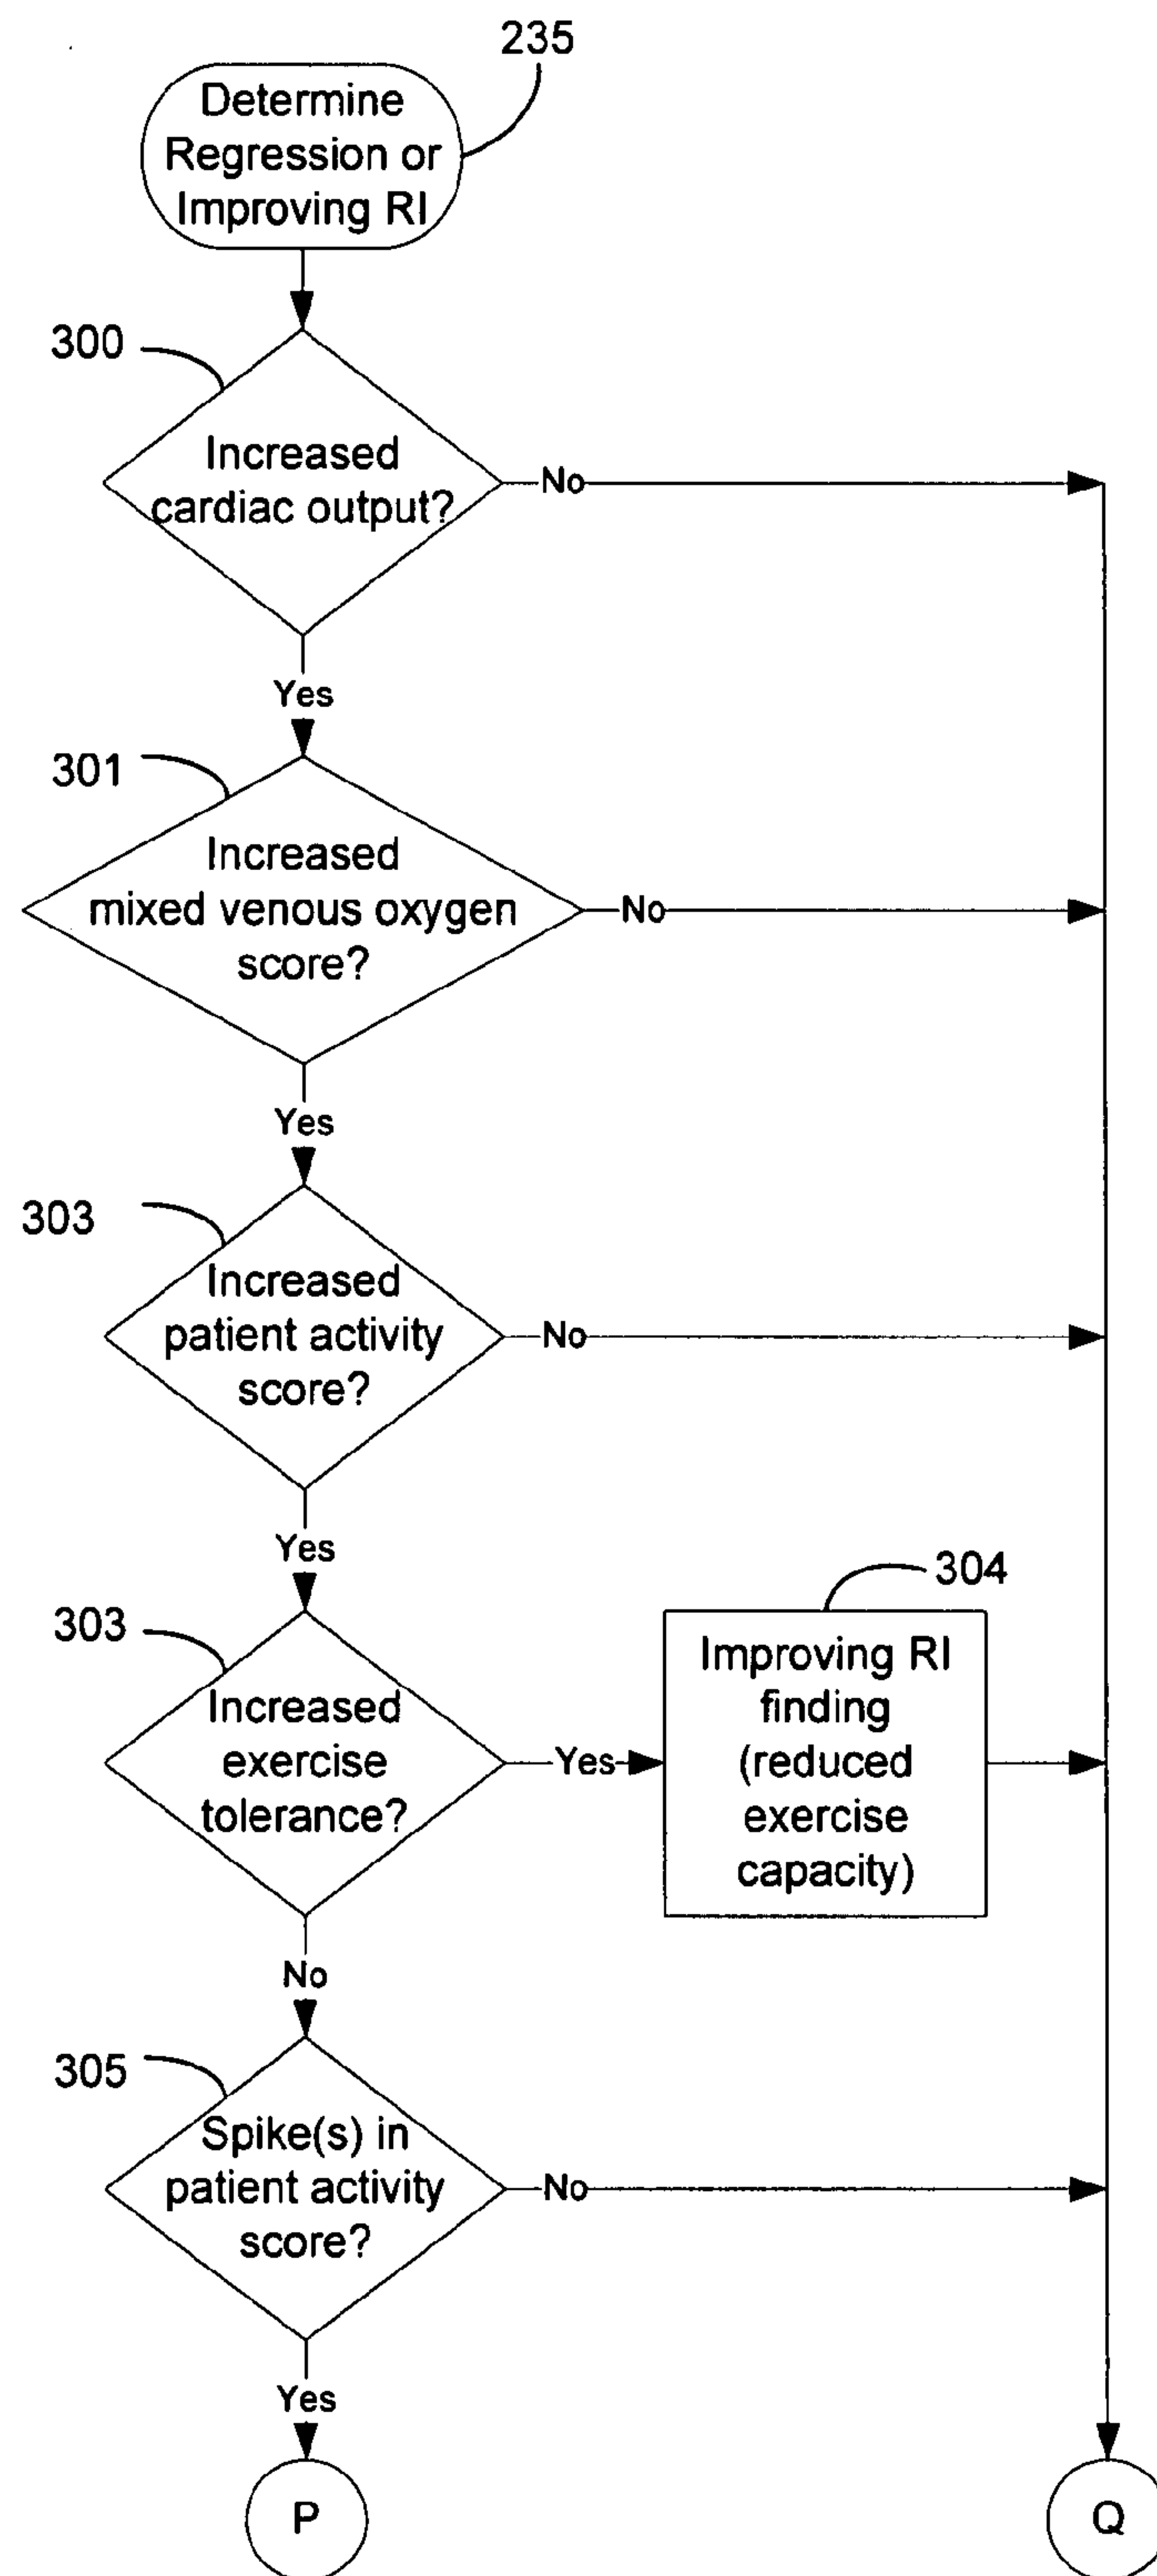 235
Determine
Regression or
Improving RI
300
Increased
cardiac output?
No
Yes
301
Increased
mixed venous oxygen
score?
No
Yes
303
Increased
patient activity
score?
No
Yes
303
Increased
exercise
tolerance?
Yes
304
Improving RI
finding
(reduced
exercise
capacity)
No
305
Spike(s) in
patient activity
score?
No
Yes
P
Q